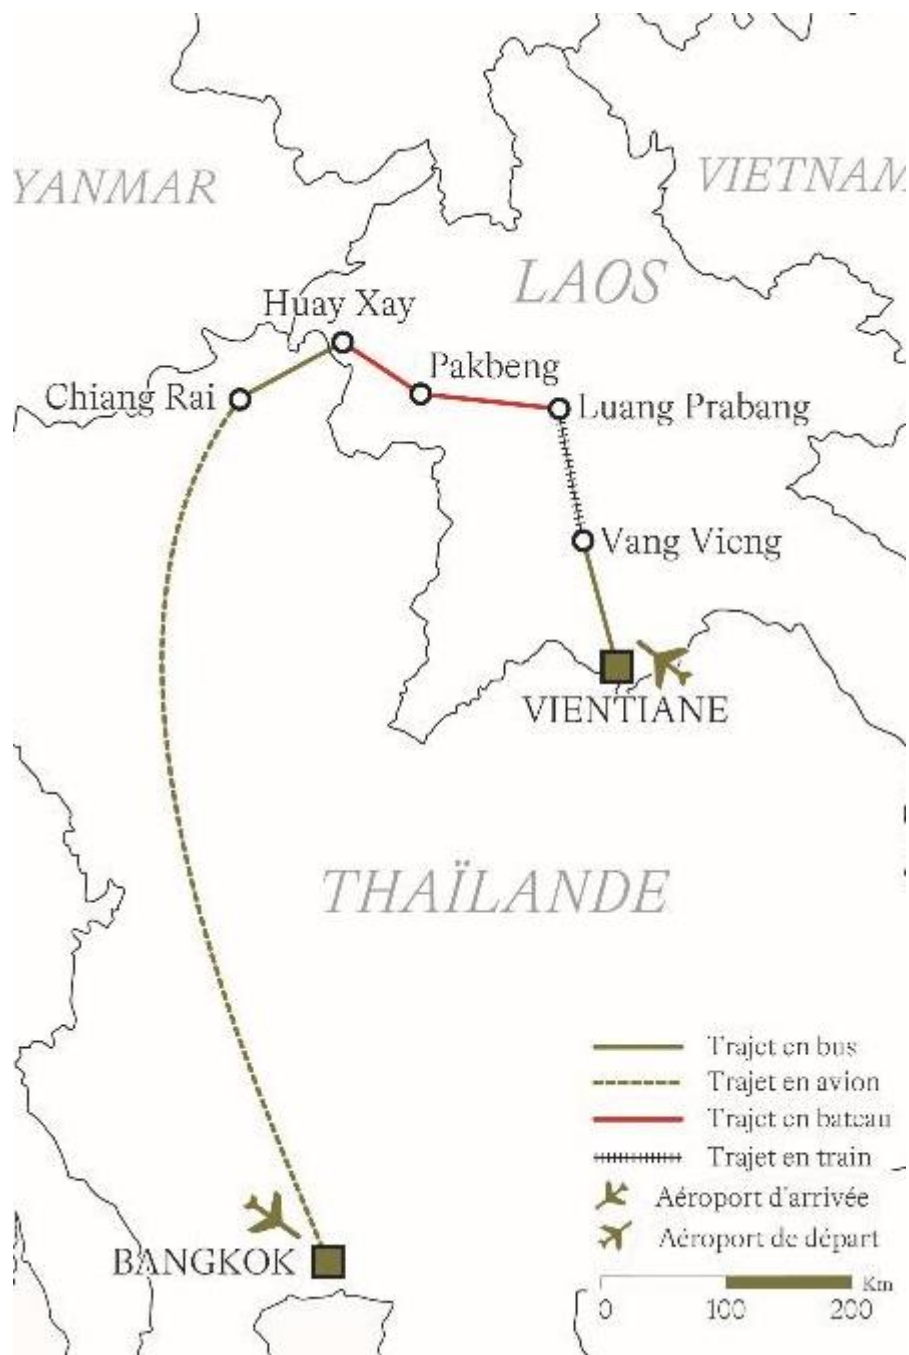 YANMAR
VIETNAM
LAOS
Huay Xay
Pakbeng
Chiang Rai
Luang Prabang
Vang Vieng
VIENTIANE
THAÏLANDE
Trajet en bus
Trajet en avion
Trajet en bateau
Trajet en train
Aéroport d'arrivée
Aéroport de départ
BANGKOK
Km
0 100 200